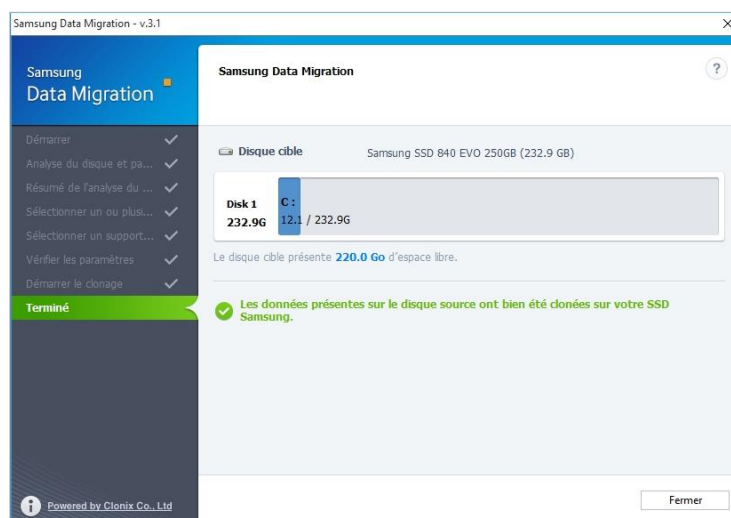 Samsung Data Migration - v.3.1
Samsung
Data Migration
Démarrer
Analyse du disque et pa...
Résumé de l'analyse du ...
Sélectionner un ou plusi...
Sélectionner un support...
Vérifier les paramètres
Démarrer le clonage
Terminé
Powered by Clonix Co., Ltd
Samsung Data Migration
?
Disque cible
Samsung SSD 840 EVO 250GB (232.9 GB)
Disk 1
232.9G
C :
12.1 / 232.9G
Le disque cible présente 220.0 Go d'espace libre.
Les données présentes sur le disque source ont bien été clonées sur votre SSD
Samsung.
Fermer